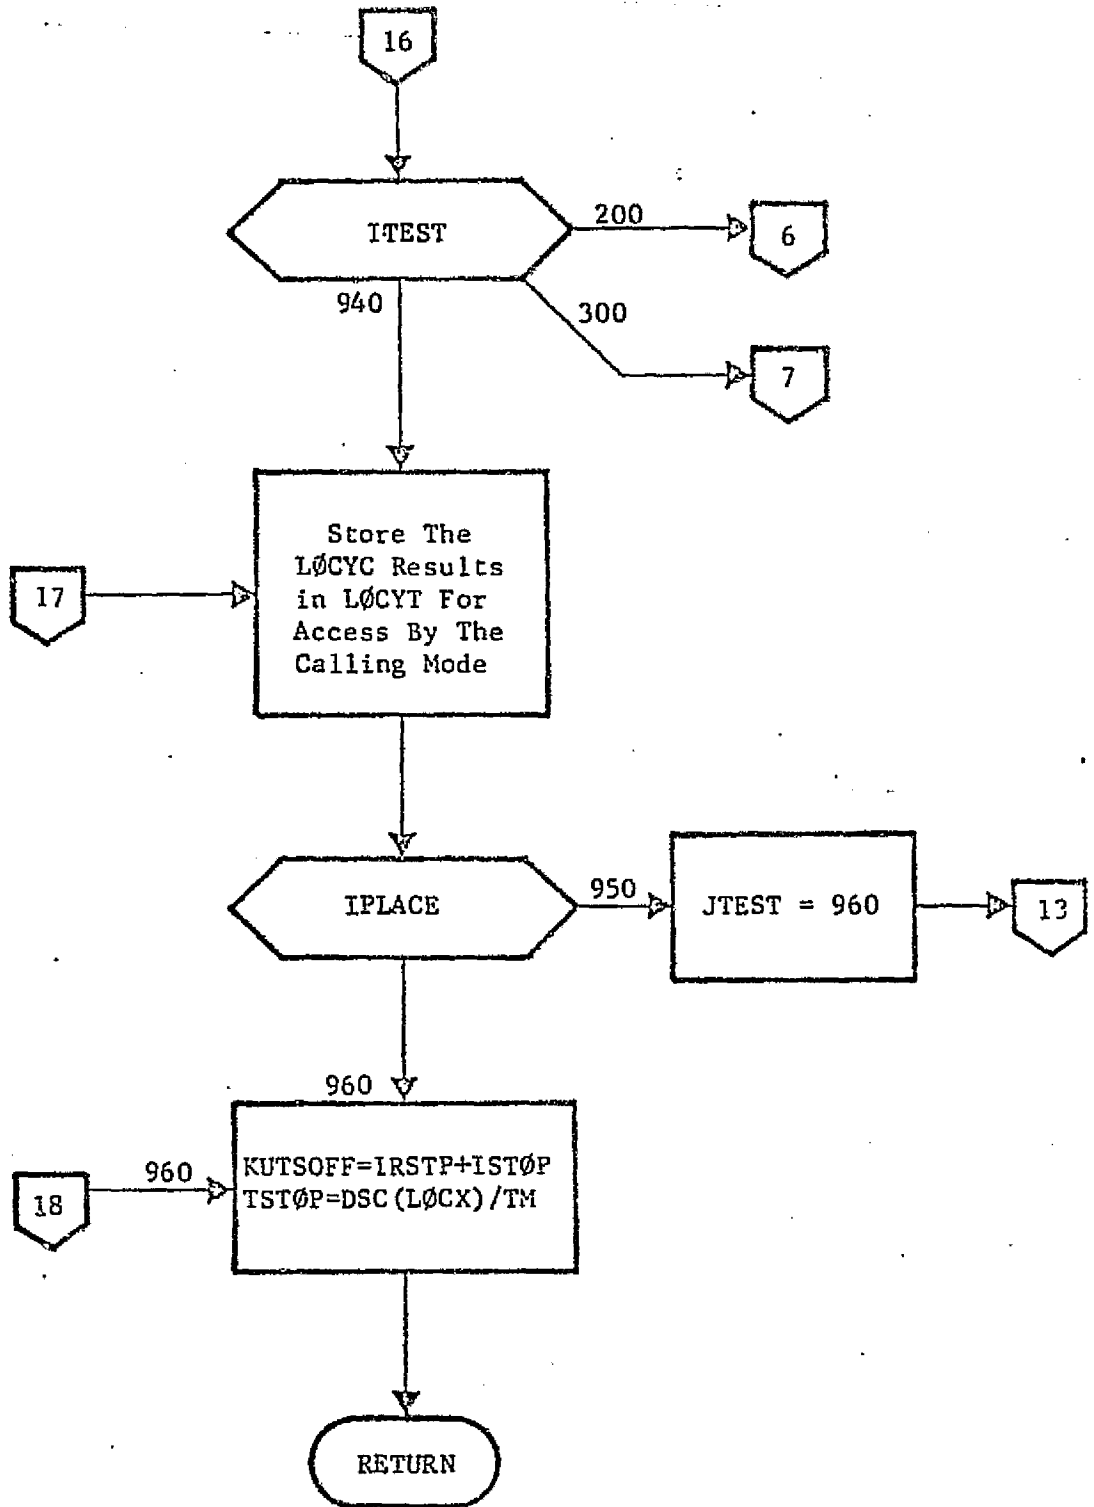 16
ITEST
200
6
940
300
7
Store The
LØCYC Results
in LØCYT For
Access By The
Calling Mode
17
IPLACE
950
JTEST = 960
13
960
KUTSOFF=IRSTP+ISTØP
TSTØP=DSC(LØCX)/TM
960
18
RETURN